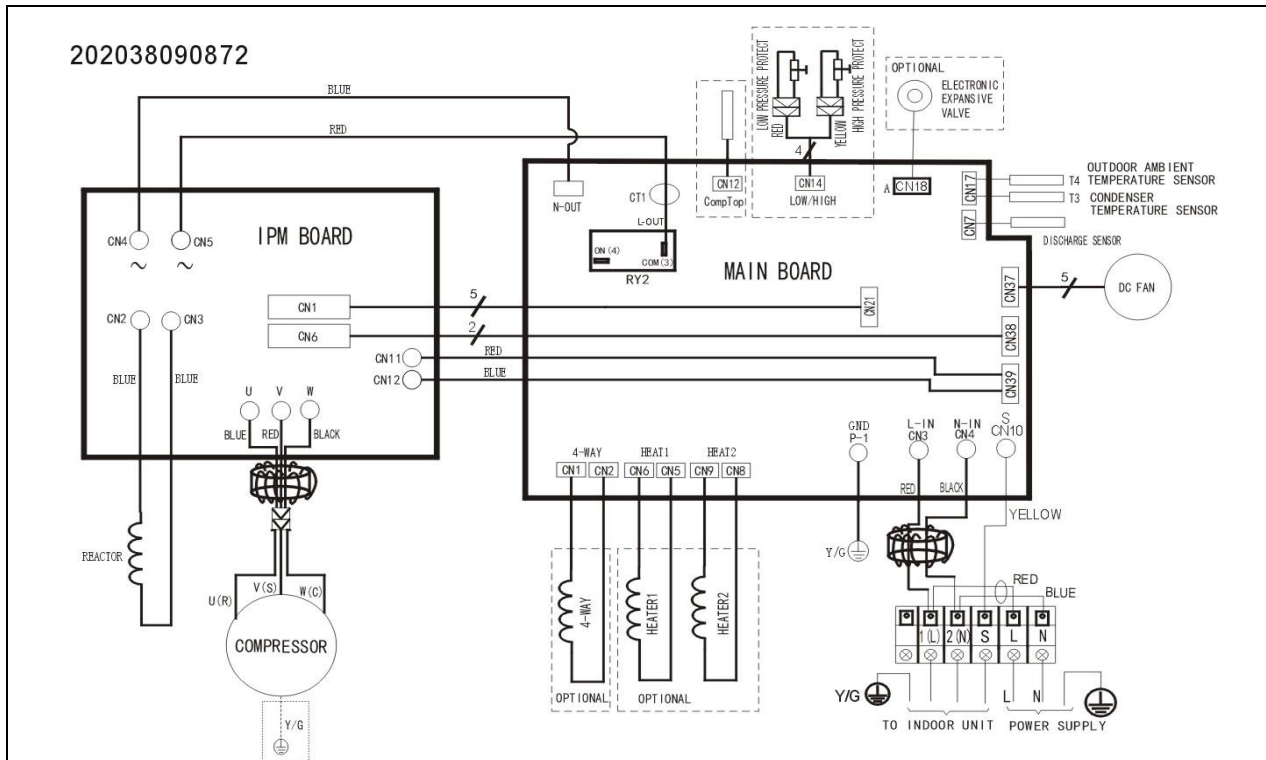 202038090872
BLUE
RED
LOW PRESSURE PROTECT
RED
YELLOW
HIGH PRESSURE PROTECT
4
OPTIONAL
ELECTRONIC
EXPANSIVE
VALVE
CN12
CompTop
CN14
LOW/HIGH
A
CN18
CN17
T4
OUTDOOR AMBIENT
TEMPERATURE SENSOR
T3
CONDENSER
TEMPERATURE SENSOR
CN7
DISCHARGE SENSOR
N-OUT
CT1
L-OUT
ON(4)
COM(3)
RY2
IPM BOARD
CN4
CN5
~
~
MAIN BOARD
CN37
5
DC FAN
CN1
5
CN21
CN2
CN3
CN6
2
CN38
CN11
RED
CN12
BLUE
CN39
BLUE
BLUE
U
V
W
BLUE
RED
BLACK
4-WAY
HEAT1
HEAT2
CN1
CN2
CN6
CN5
CN9
CN8
GND
P-1
L-IN
CN3
N-IN
CN4
S
CN10
RED
BLACK
YELLOW
REACTOR
U(R)
V(S)
W(C)
COMPRESSOR
Y/G
4-WAY
OPTIONAL
HEATER1
HEATER2
OPTIONAL
Y/G
RED
BLUE
1(L)
2(N)
S
L
N
Y/G
L
N
TO INDOOR UNIT
POWER SUPPLY